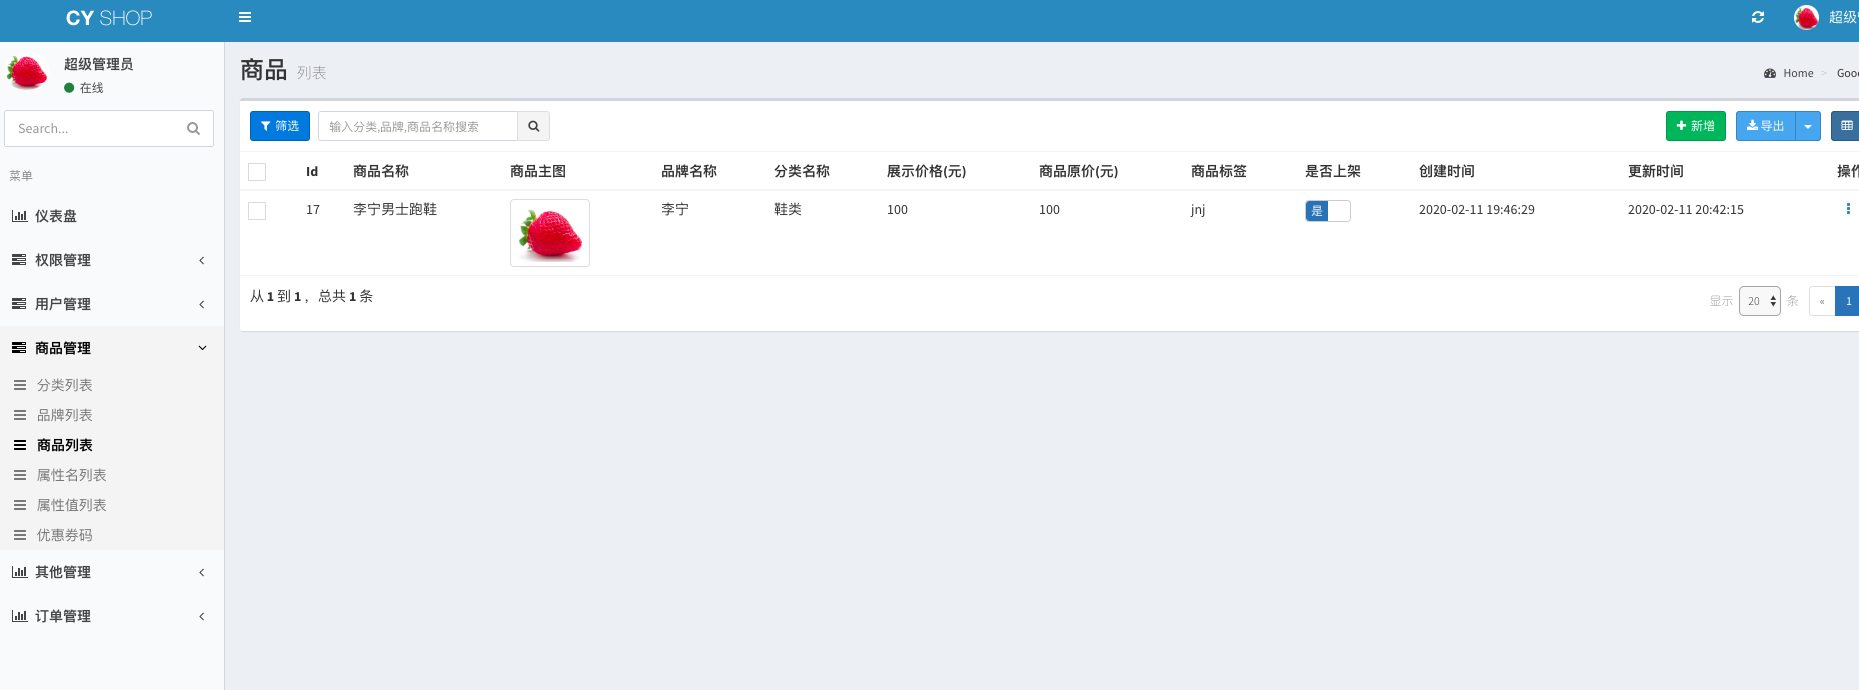 CY SHOP
超级
超级管理员
在线
Search...
菜单
仪表盘
权限管理
用户管理
商品管理
分类列表
品牌列表
商品列表
属性名列表
属性值列表
优惠券码
其他管理
订单管理
商品 列表
Home > Goo
筛选 输入分类,品牌,商品名称搜索 新增 导出
Id 商品名称 商品主图 品牌名称 分类名称 展示价格(元) 商品原价(元) 商品标签 是否上架 创建时间 更新时间 操作
17 李宁男士跑鞋 李宁 鞋类 100 100 jnj 是 2020-02-11 19:46:29 2020-02-11 20:42:15
从 1 到 1 ，总共 1 条 显示 20 条 « 1